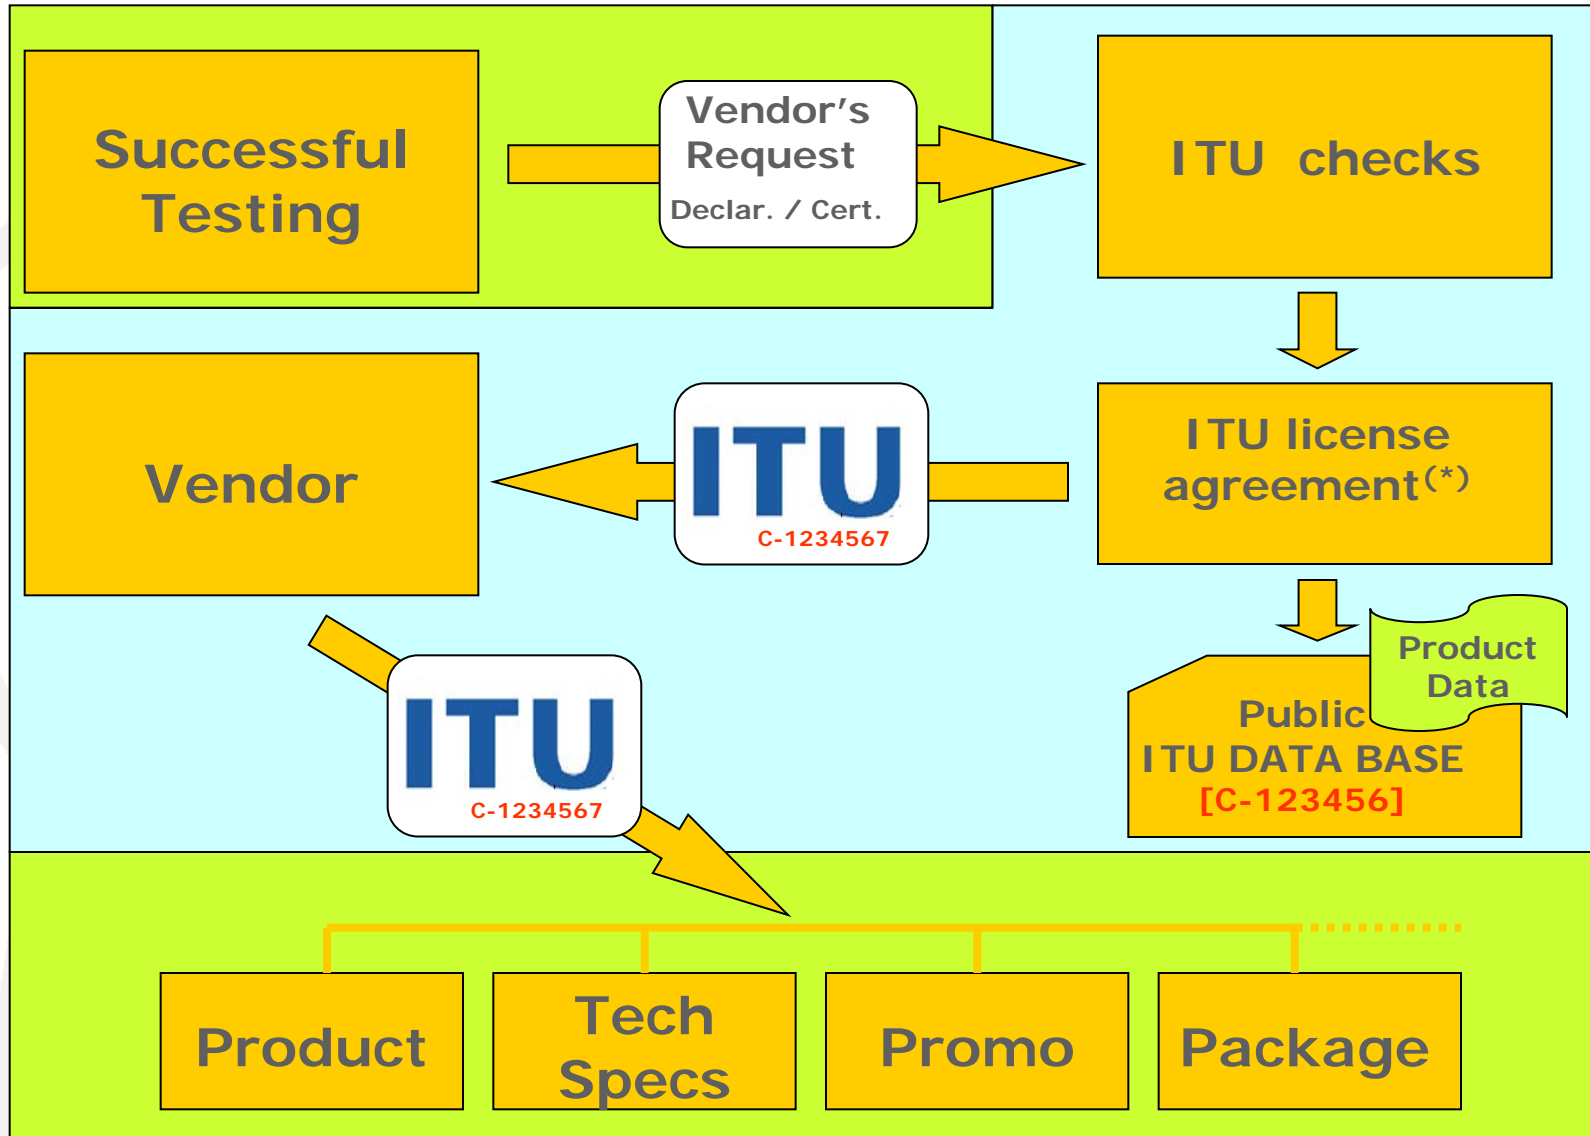 Successful
Testing
Vendor's
Request
Declar. / Cert.
ITU checks
Vendor
ITU
C-1234567
ITU license
agreement(*)
Product
Data
Public
ITU DATA BASE
[C-123456]
ITU
C-1234567
Product
Tech
Specs
Promo
Package